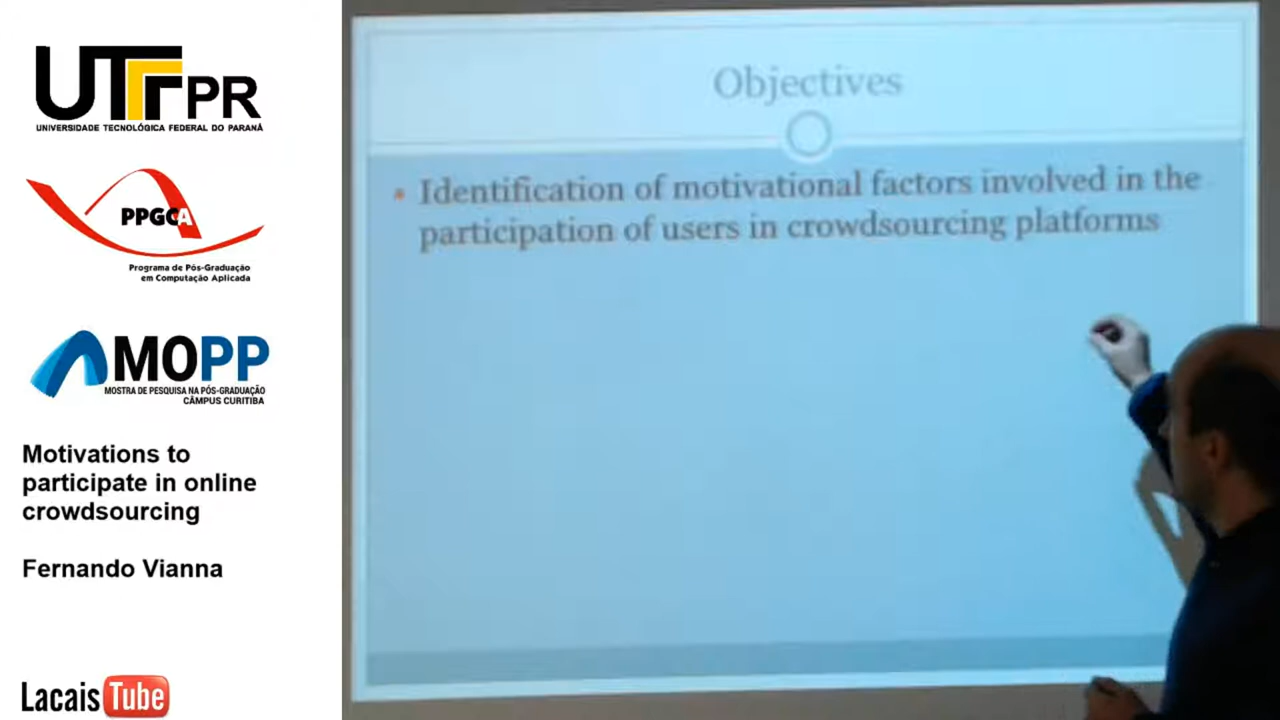 UTFPR
UNIVERSIDADE TECNOLÓGICA FEDERAL DO PARANÁ
PPGCA
Programa de Pós-Graduação
em Computação Aplicada
MOPP
MOSTRA DE PESQUISA NA PÓS-GRADUAÇÃO
CÂMPUS CURITIBA
Motivations to
participate in online
crowdsourcing
Fernando Vianna
LacaisTube
Objectives
Identification of motivational factors involved in the
participation of users in crowdsourcing platforms